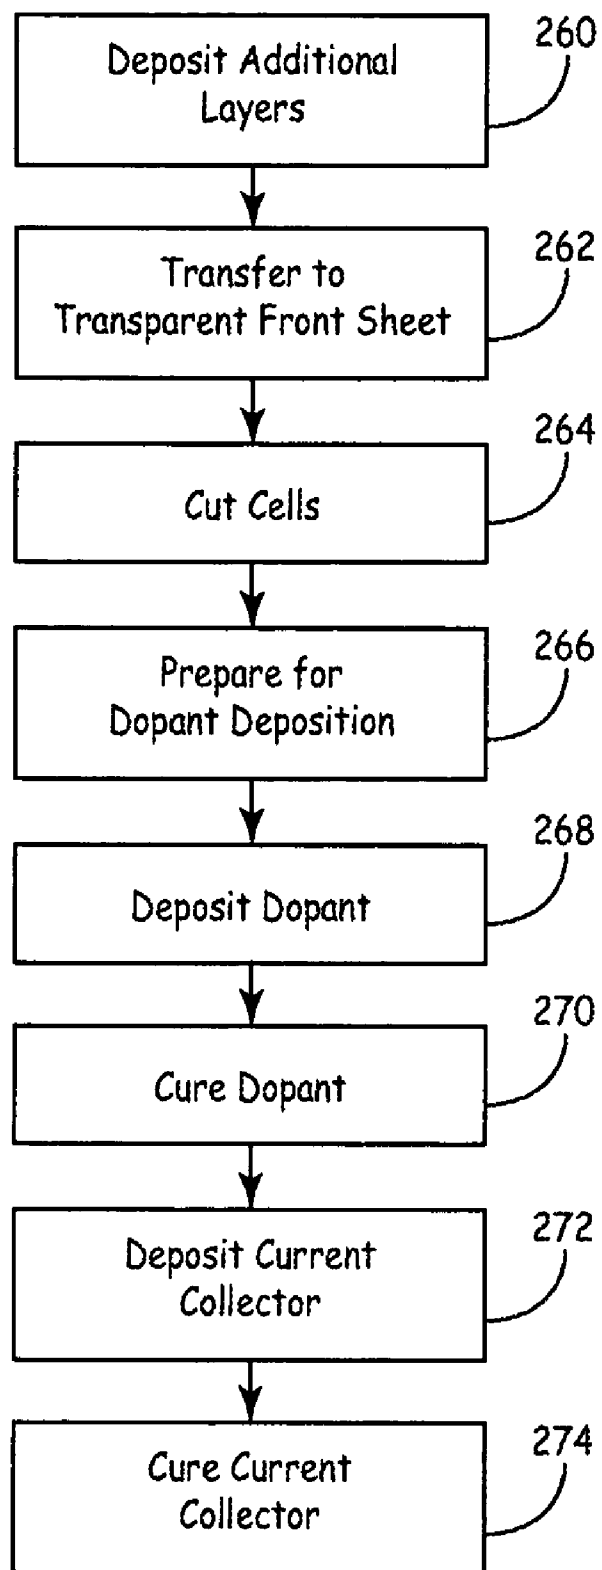 260
Deposit Additional
Layers
262
Transfer to
Transparent Front Sheet
264
Cut Cells
266
Prepare for
Dopant Deposition
268
Deposit Dopant
270
Cure Dopant
272
Deposit Current
Collector
274
Cure Current
Collector